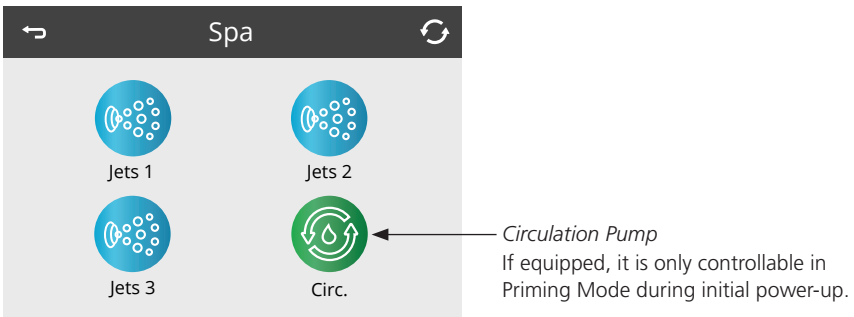 Spa
Jets 1
Jets 2
Jets 3
Circ.
Circulation Pump
If equipped, it is only controllable in
Priming Mode during initial power-up.